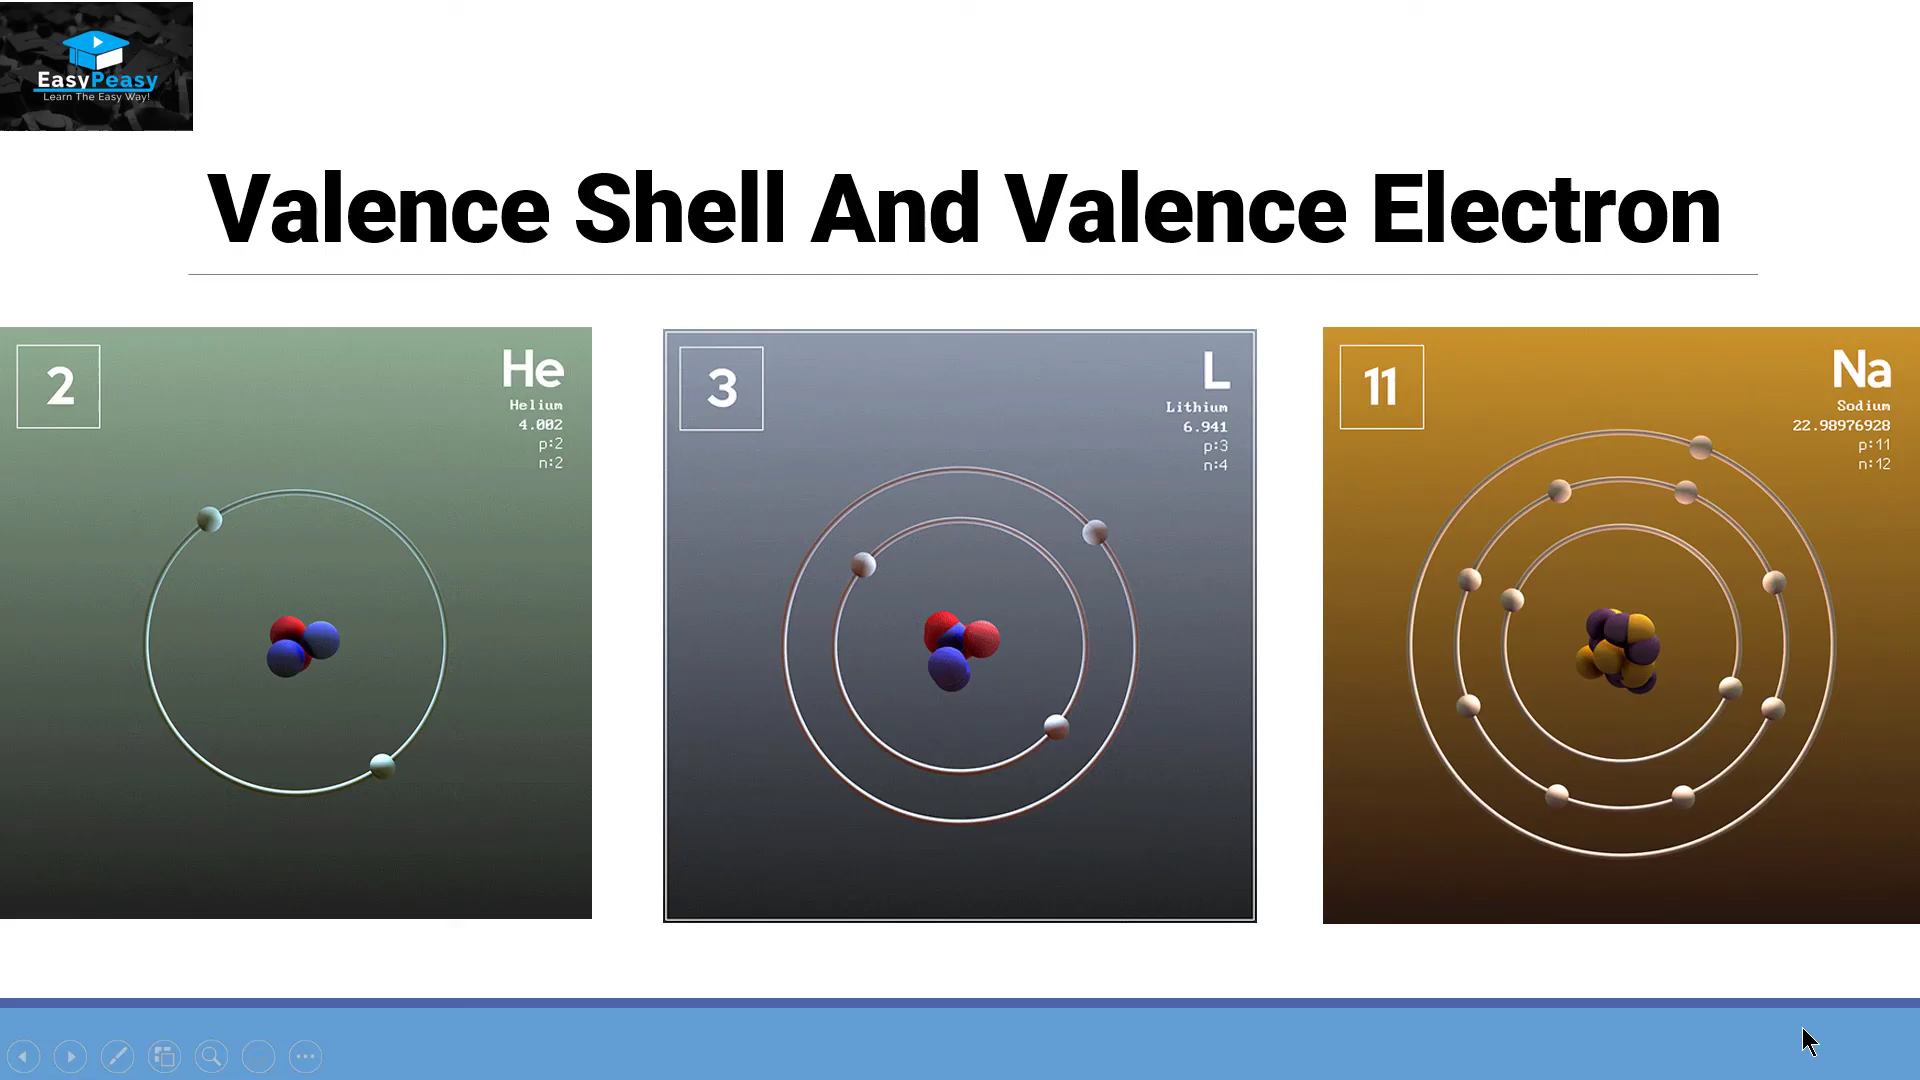 EasyPeasy
Learn The Easy Way!
Valence Shell And Valence Electron
2
He
Helium
4.002
p:2
n:2
3
L
Lithium
6.941
p:3
n:4
11
Na
Sodium
22.98976928
p:11
n:12